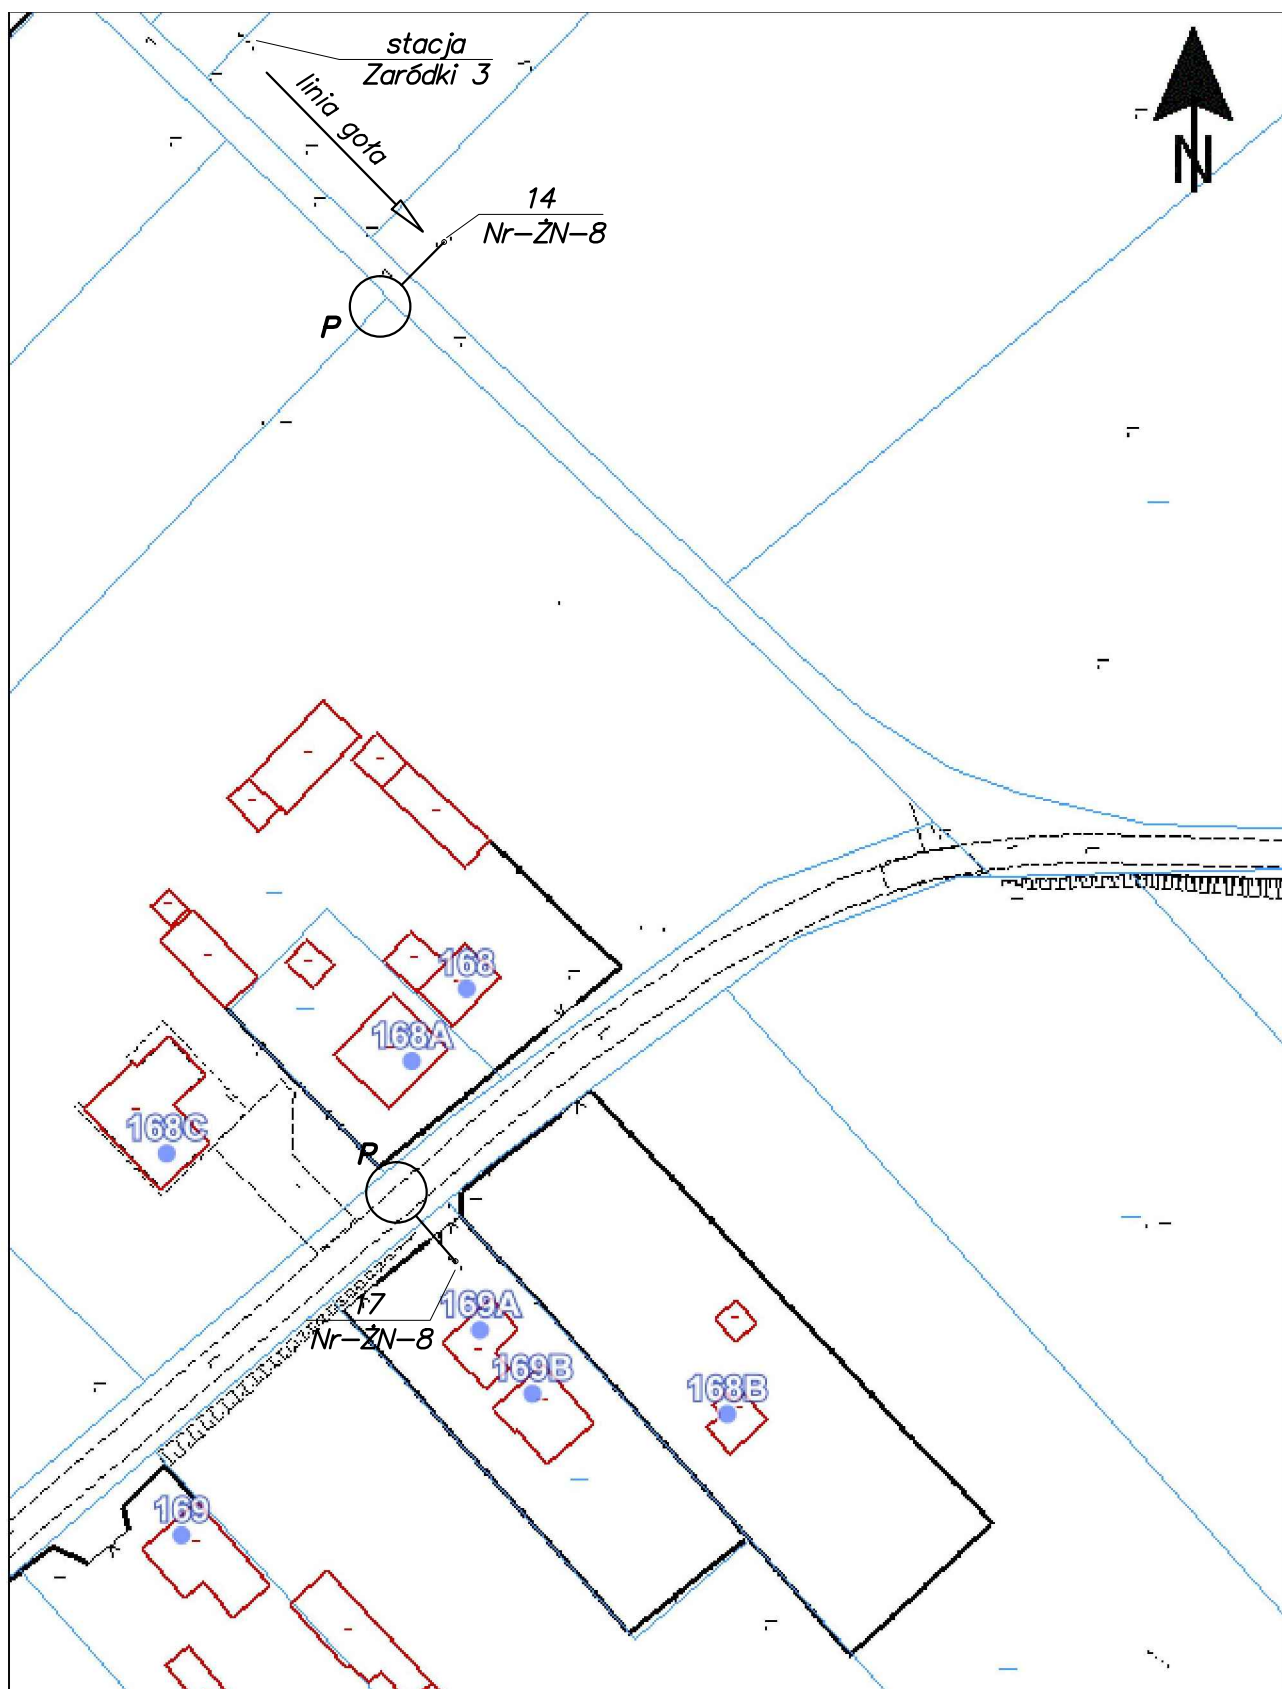 stacja
Zaródki 3
linia goła
N
14
Nr-ŻN-8
P
168
168A
168C
P
17
Nr-ŻN-8
169A
169B
168B
169